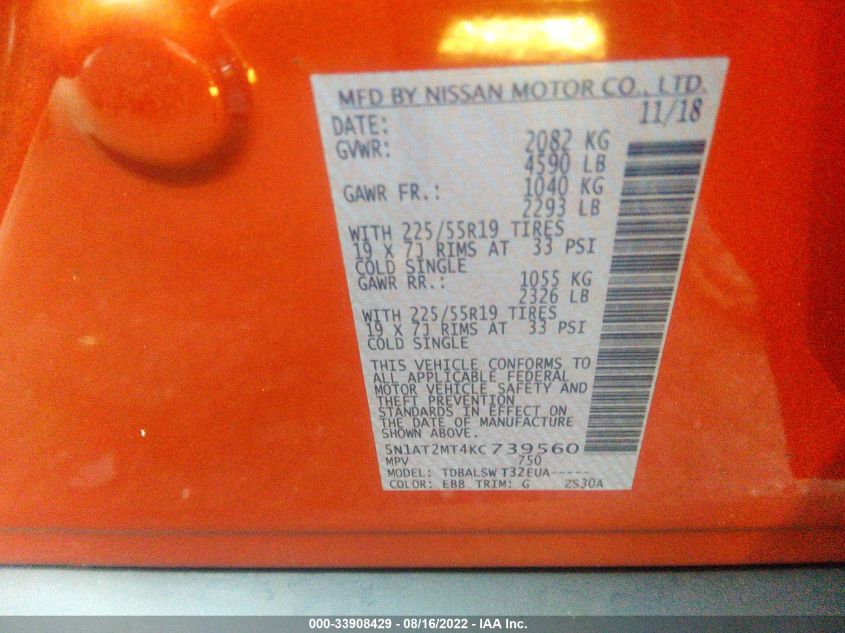 MFD BY NISSAN MOTOR CO., LTD.
DATE: 11/18
GVWR: 2082 KG
4590 LB
GAWR FR.: 1040 KG
2293 LB
WITH 225/55R19 TIRES
19 X 7J RIMS AT 33 PSI
COLD SINGLE
GAWR RR.: 1055 KG
2326 LB
WITH 225/55R19 TIRES
19 X 7J RIMS AT 33 PSI
COLD SINGLE
THIS VEHICLE CONFORMS TO
ALL APPLICABLE FEDERAL
MOTOR VEHICLE SAFETY AND
THEFT PREVENTION
STANDARDS IN EFFECT ON
THE DATE OF MANUFACTURE
SHOWN ABOVE.
5N1AT2MT4KC739560
MPV 750
MODEL: TDBALSW T32EUA-----
COLOR: EBB TRIM: G ZS30A
000-33908429 - 08/16/2022 - IAA Inc.